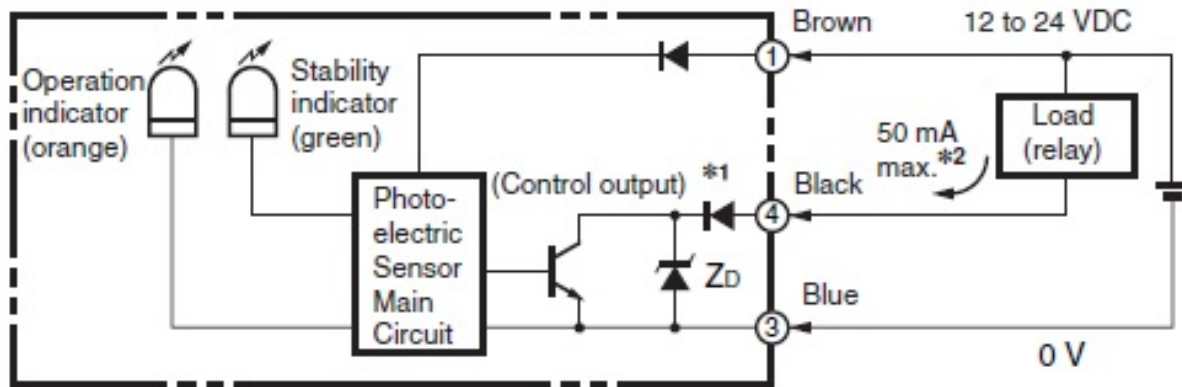 Brown
12 to 24 VDC
Operation
indicator
(orange)
Stability
indicator
(green)
1
Load
(relay)
50 mA
max.*2
(Control output)
*1
Black
4
Photo-
electric
Sensor
Main
Circuit
ZD
Blue
3
0 V